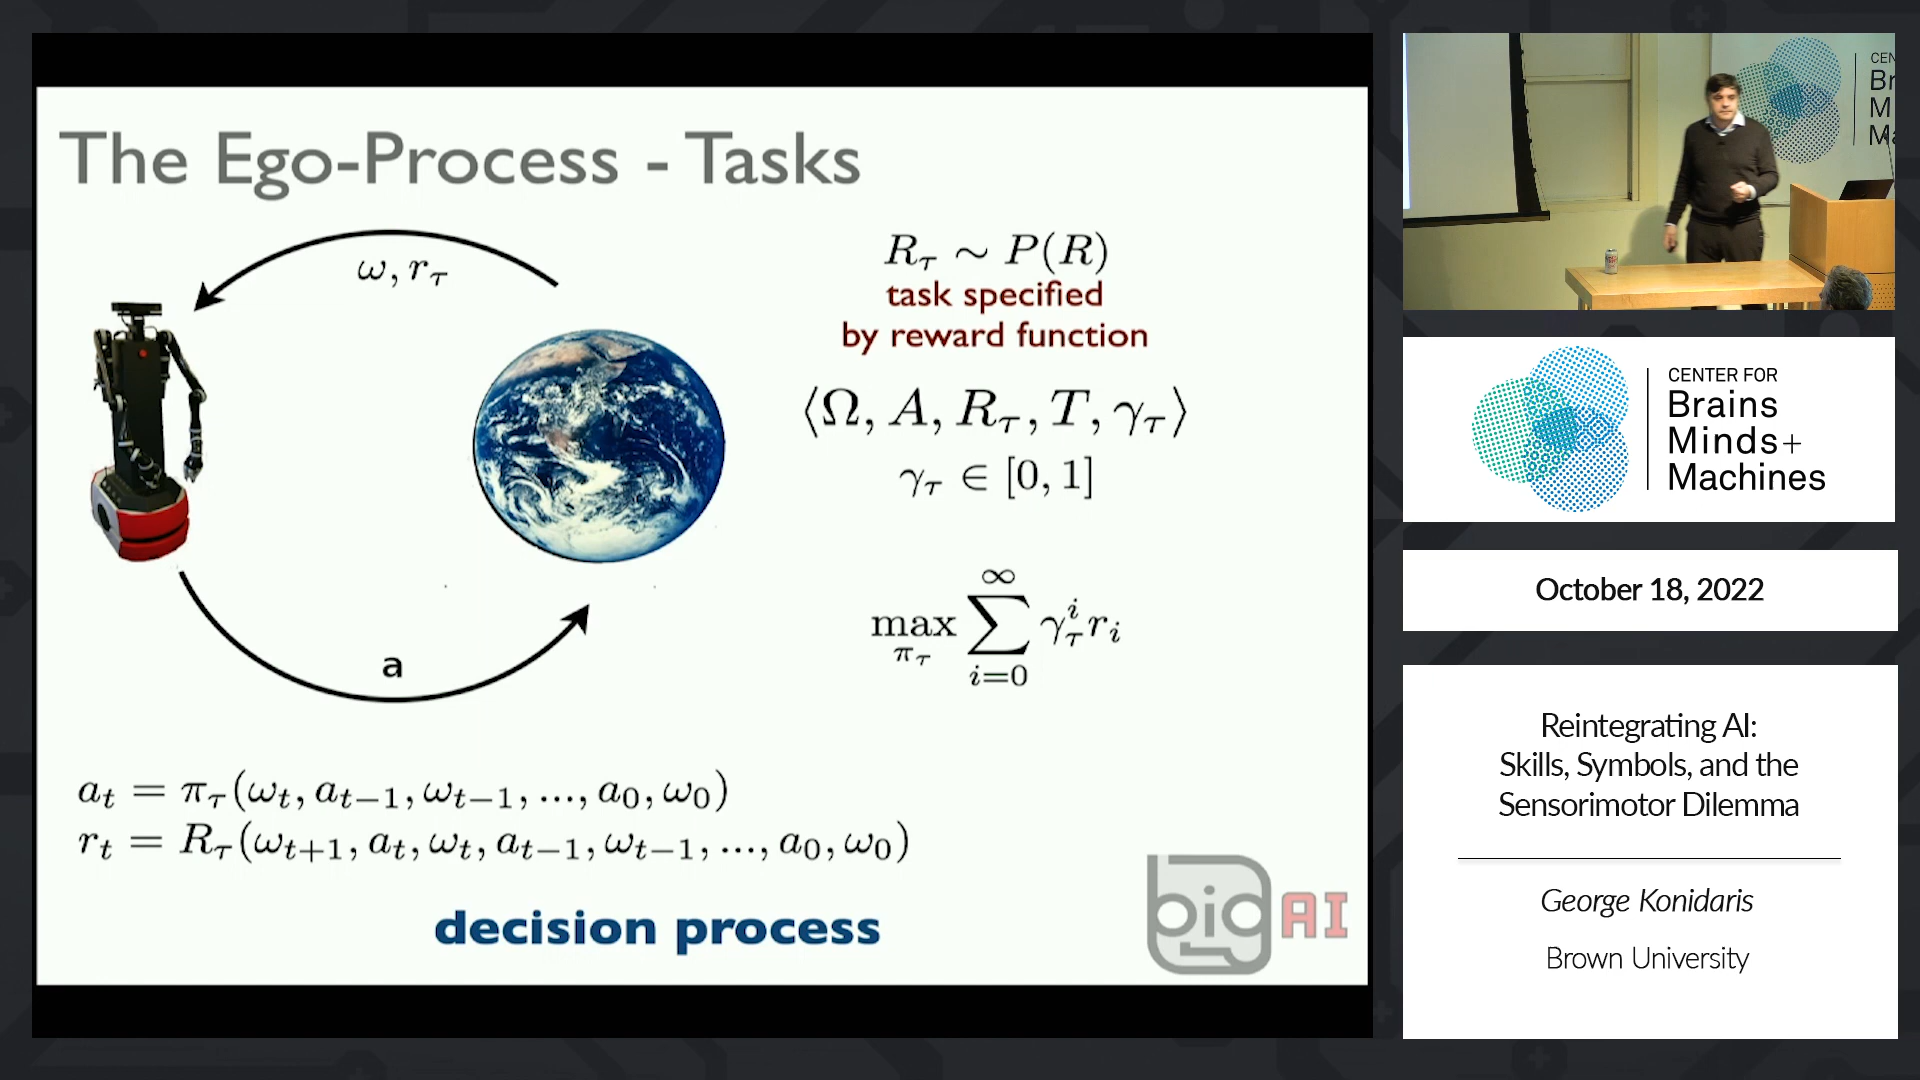 The Ego-Process - Tasks
ω, r_τ
R_τ ∼ P(R)
task specified
by reward function
⟨Ω, A, R_τ, T, γ_τ⟩
γ_τ ∈ [0, 1]
max_{π_τ} ∑_{i=0}^{∞} γ_τ^i r_i
a
a_t = π_τ(ω_t, a_{t−1}, ω_{t−1}, ..., a_0, ω_0)
r_t = R_τ(ω_{t+1}, a_t, ω_t, a_{t−1}, ω_{t−1}, ..., a_0, ω_0)
decision process
big AI
CEN
Br
M
Ma
CENTER FOR
Brains
Minds+
Machines
October 18, 2022
Reintegrating AI:
Skills, Symbols, and the
Sensorimotor Dilemma
George Konidaris
Brown University